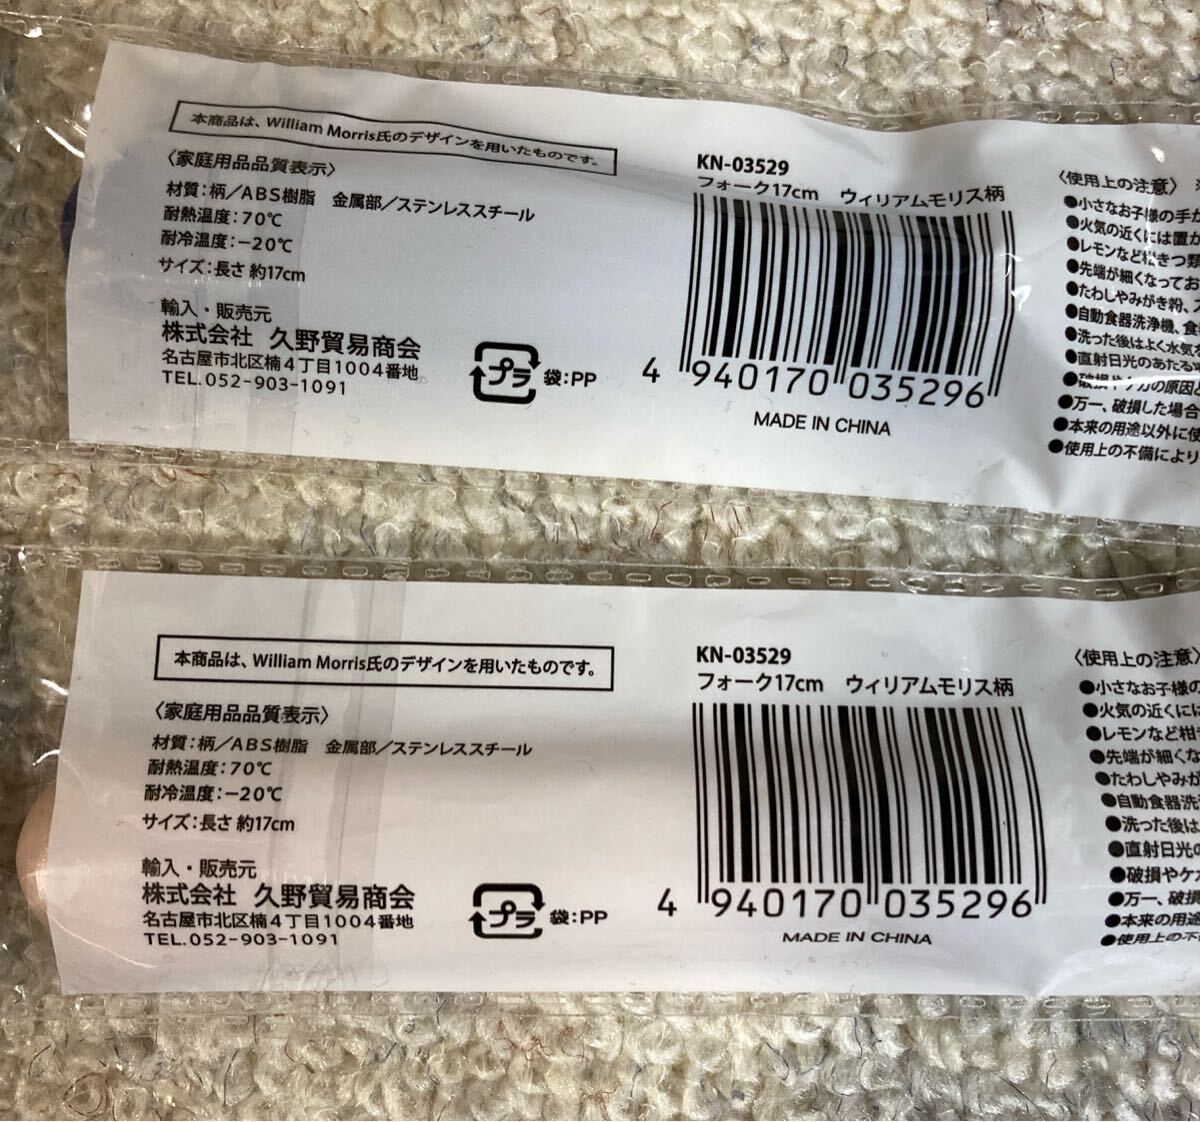 本商品は、William Morris氏のデザインを用いたものです。
〈家庭用品品質表示〉
材質:柄/ABS樹脂 金属部/ステンレススチール
耐熱温度:70℃
耐冷温度:-20℃
サイズ:長さ 約17cm
輸入・販売元
株式会社 久野貿易商会
名古屋市北区楠4丁目1004番地
TEL.052-903-1091
プラ 袋:PP
KN-03529
フォーク17cm ウィリアムモリス柄
4 940170 035296
MADE IN CHINA
〈使用上の注意〉
●小さなお子様の手が
●火気の近くには置か
●レモンなど柑きつ類
●先端が細くなってお
●たわしやみがき粉、
●自動食器洗浄機、食
●洗った後はよく水気を
●直射日光のあたる
●破損やケガの原因と
●万一、破損した場合
●本来の用途以外に使
●使用上の不備により
本商品は、William Morris氏のデザインを用いたものです。
〈家庭用品品質表示〉
材質:柄/ABS樹脂 金属部/ステンレススチール
耐熱温度:70℃
耐冷温度:-20℃
サイズ:長さ 約17cm
輸入・販売元
株式会社 久野貿易商会
名古屋市北区楠4丁目1004番地
TEL.052-903-1091
プラ 袋:PP
KN-03529
フォーク17cm ウィリアムモリス柄
4 940170 035296
MADE IN CHINA
〈使用上の注意〉
●小さなお子様の
●火気の近くには
●レモンなど柑
●先端が細くな
●たわしやみが
●自動食器洗
●洗った後は
●直射日光の
●破損やケガ
●万一、破損
●本来の用途
●使用上の不